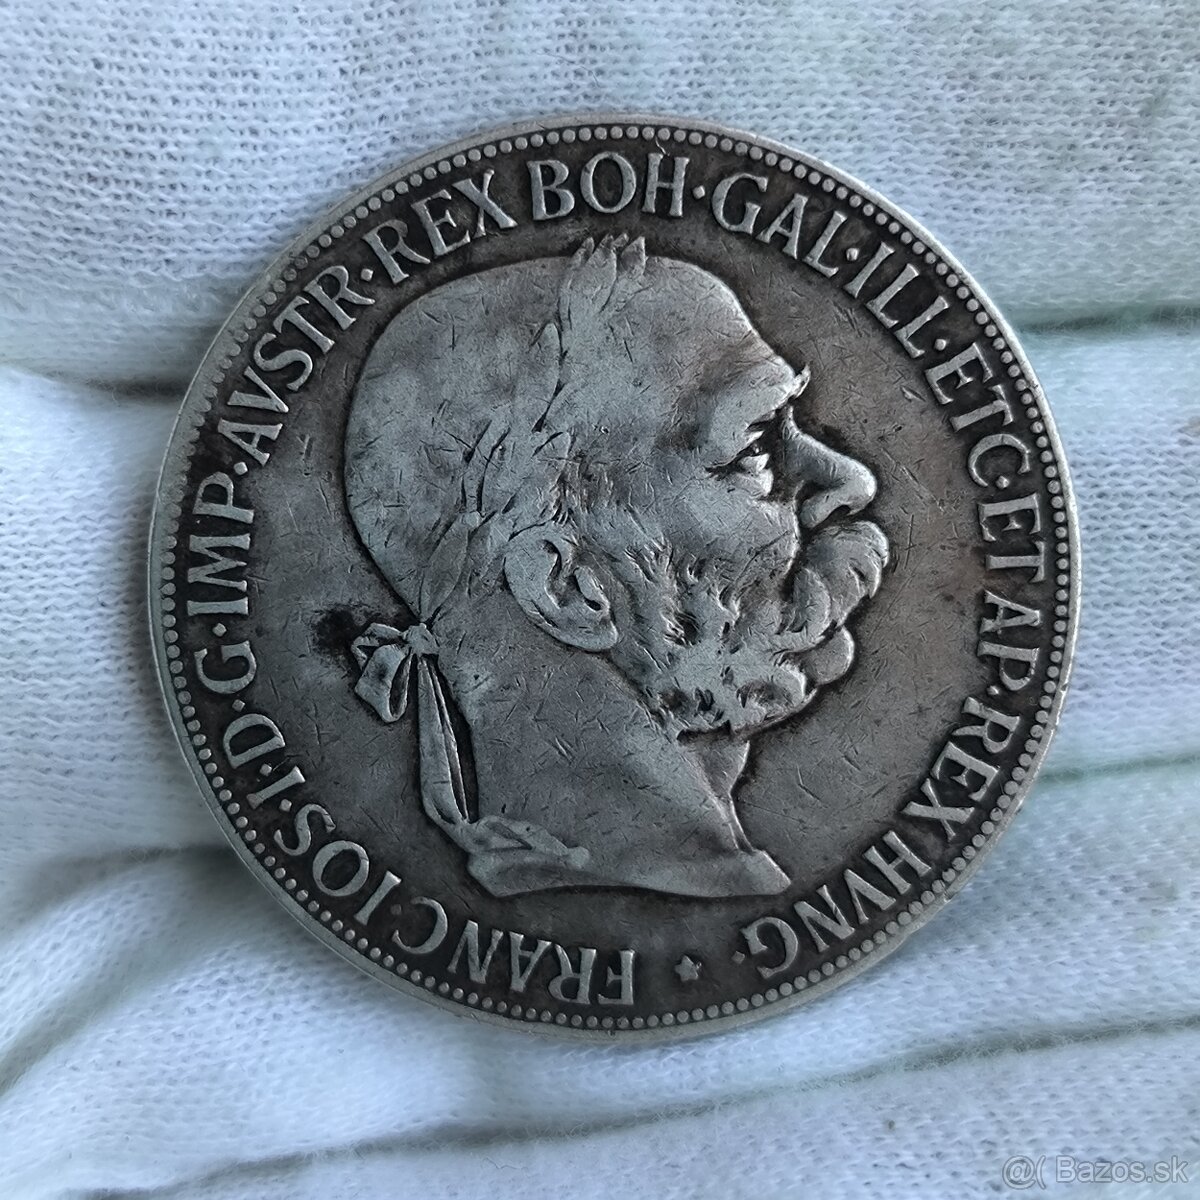 FRANC·IOS·I·D·G·IMP·AVSTR·REX BOH·GAL·ILL·ETC·ET AP·REX HVNG·
@( Bazos.sk